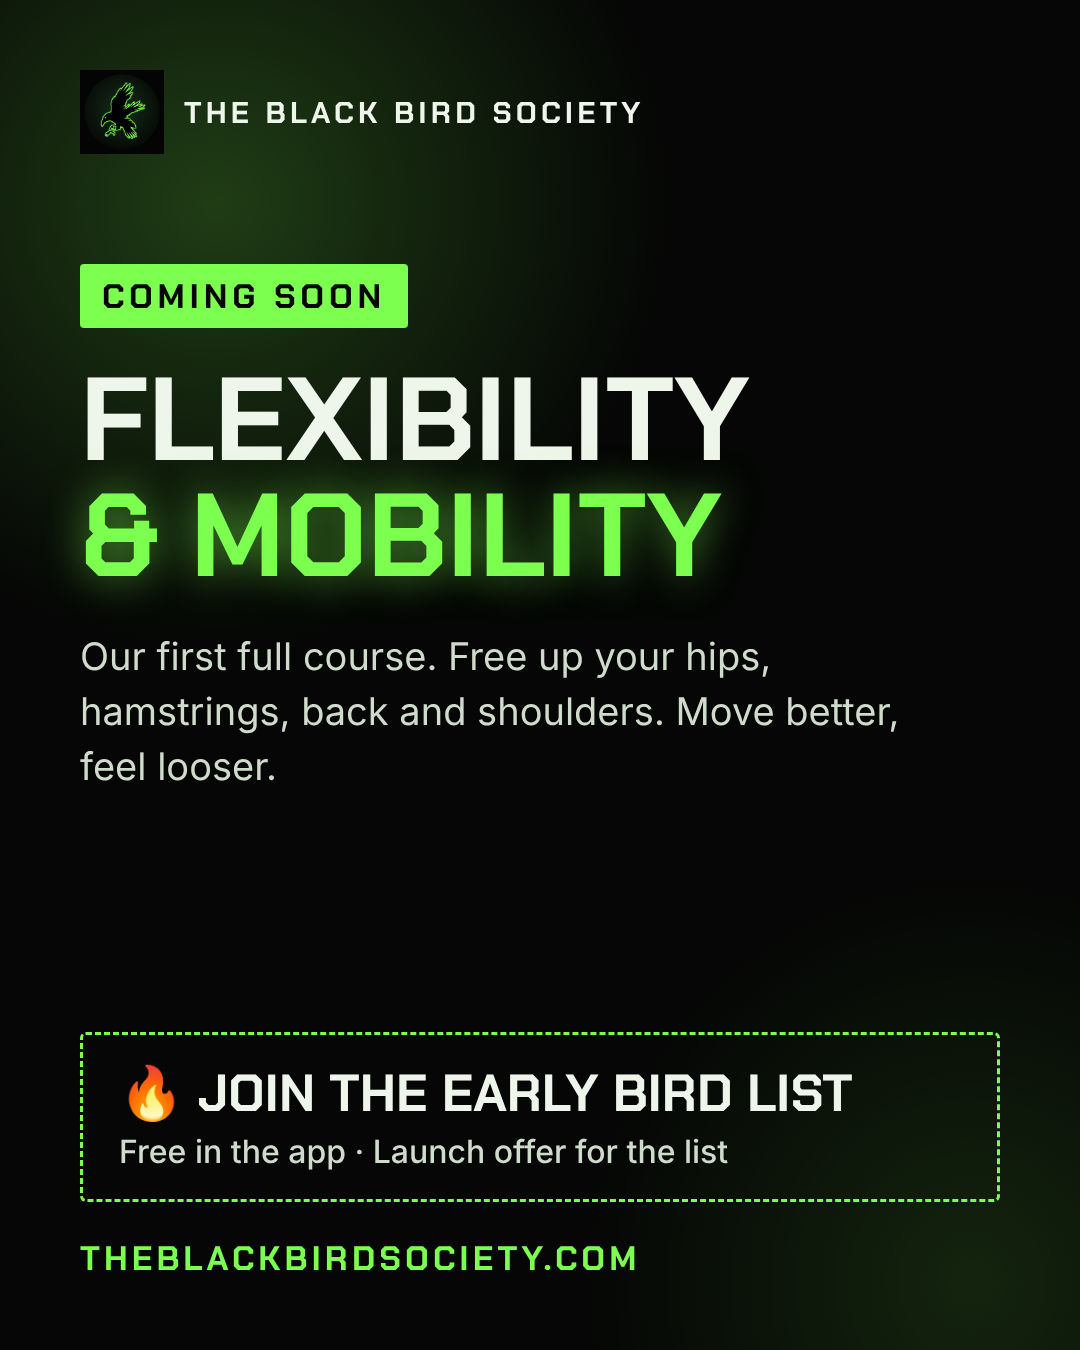 THE BLACK BIRD SOCIETY
COMING SOON
FLEXIBILITY
& MOBILITY
Our first full course. Free up your hips,
hamstrings, back and shoulders. Move better,
feel looser.
🔥 JOIN THE EARLY BIRD LIST
Free in the app · Launch offer for the list
THEBLACKBIRDSOCIETY.COM